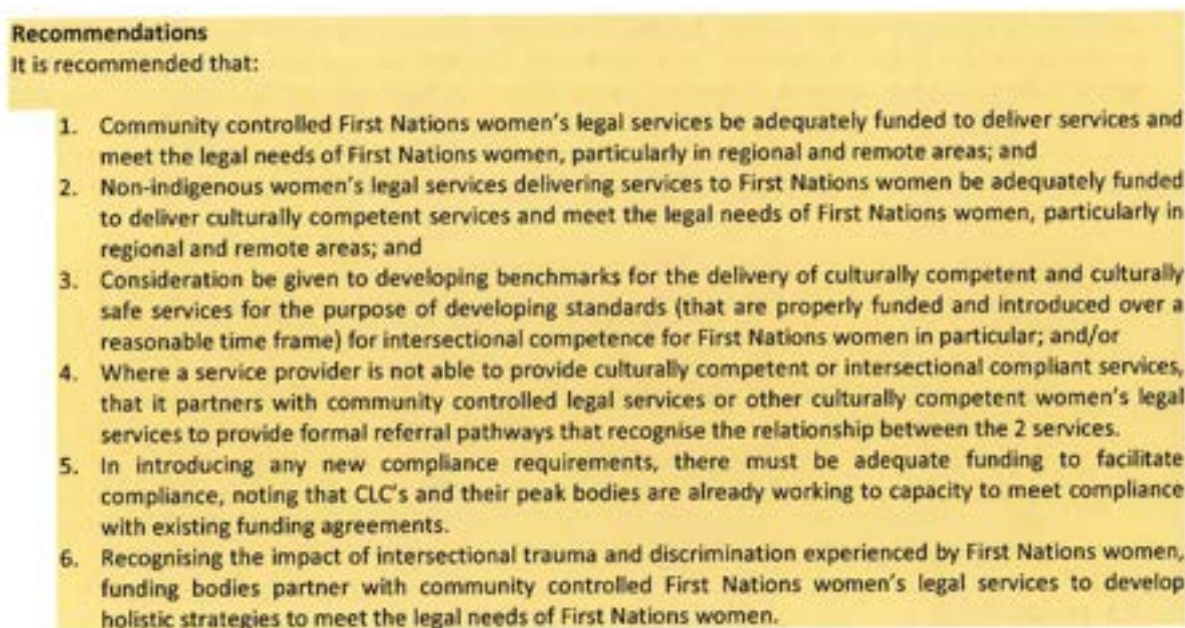 Recommendations
It is recommended that:
1. Community controlled First Nations women's legal services be adequately funded to deliver services and
meet the legal needs of First Nations women, particularly in regional and remote areas; and
2. Non-indigenous women's legal services delivering services to First Nations women be adequately funded
to deliver culturally competent services and meet the legal needs of First Nations women, particularly in
regional and remote areas; and
3. Consideration be given to developing benchmarks for the delivery of culturally competent and culturally
safe services for the purpose of developing standards (that are properly funded and introduced over a
reasonable time frame) for intersectional competence for First Nations women in particular; and/or
4. Where a service provider is not able to provide culturally competent or intersectional compliant services,
that it partners with community controlled legal services or other culturally competent women's legal
services to provide formal referral pathways that recognise the relationship between the 2 services.
5. In introducing any new compliance requirements, there must be adequate funding to facilitate
compliance, noting that CLC's and their peak bodies are already working to capacity to meet compliance
with existing funding agreements.
6. Recognising the impact of intersectional trauma and discrimination experienced by First Nations women,
funding bodies partner with community controlled First Nations women's legal services to develop
holistic strategies to meet the legal needs of First Nations women.